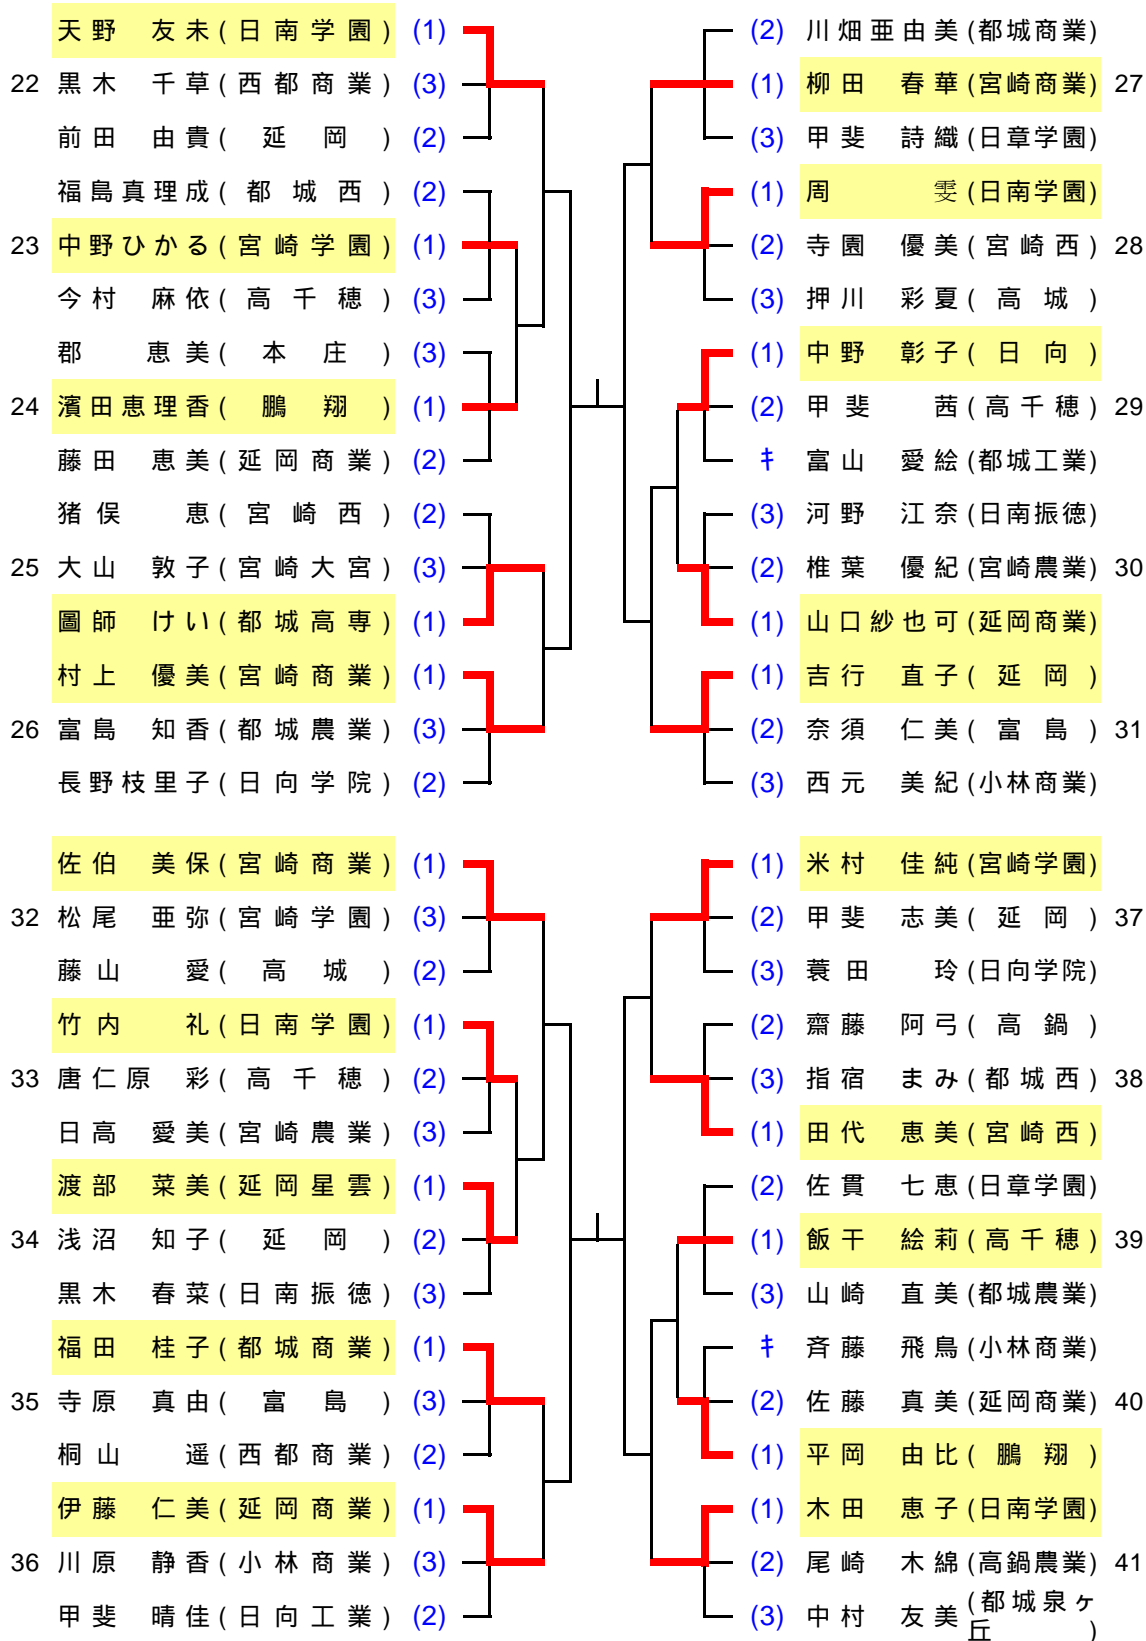 天野 友未(日南学園) (1)
22 黒木 千草(西都商業) (3)
前田 由貴(延岡) (2)
福島真理成(都城西) (2)
23 中野ひかる(宮崎学園) (1)
今村 麻依(高千穂) (3)
郡 恵美(本庄) (3)
24 濱田恵理香(鵬翔) (1)
藤田 恵美(延岡商業) (2)
猪俣 恵(宮崎西) (2)
25 大山 敦子(宮崎大宮) (3)
圖師 けい(都城高専) (1)
村上 優美(宮崎商業) (1)
26 富島 知香(都城農業) (3)
長野枝里子(日向学院) (2)
(2) 川畑亜由美(都城商業)
(1) 柳田 春華(宮崎商業) 27
(3) 甲斐 詩織(日章学園)
(1) 周 雯(日南学園)
(2) 寺園 優美(宮崎西) 28
(3) 押川 彩夏(高城)
(1) 中野 彰子(日向)
(2) 甲斐 茜(高千穂) 29
キ 富山 愛絵(都城工業)
(3) 河野 江奈(日南振徳)
(2) 椎葉 優紀(宮崎農業) 30
(1) 山口紗也可(延岡商業)
(1) 吉行 直子(延岡)
(2) 奈須 仁美(富島) 31
(3) 西元 美紀(小林商業)
佐伯 美保(宮崎商業) (1)
32 松尾 亜弥(宮崎学園) (3)
藤山 愛(高城) (2)
竹内 礼(日南学園) (1)
33 唐仁原 彩(高千穂) (2)
日高 愛美(宮崎農業) (3)
渡部 菜美(延岡星雲) (1)
34 浅沼 知子(延岡) (2)
黒木 春菜(日南振徳) (3)
福田 桂子(都城商業) (1)
35 寺原 真由(富島) (3)
桐山 遥(西都商業) (2)
伊藤 仁美(延岡商業) (1)
36 川原 静香(小林商業) (3)
甲斐 晴佳(日向工業) (2)
(1) 米村 佳純(宮崎学園)
(2) 甲斐 志美(延岡) 37
(3) 蓑田 玲(日向学院)
(2) 齋藤 阿弓(高鍋)
(3) 指宿 まみ(都城西) 38
(1) 田代 恵美(宮崎西)
(2) 佐貫 七恵(日章学園)
(1) 飯干 絵莉(高千穂) 39
(3) 山崎 直美(都城農業)
キ 斉藤 飛鳥(小林商業)
(2) 佐藤 真美(延岡商業) 40
(1) 平岡 由比(鵬翔)
(1) 木田 恵子(日南学園)
(2) 尾崎 木綿(高鍋農業) 41
(3) 中村 友美(都城泉ヶ丘)